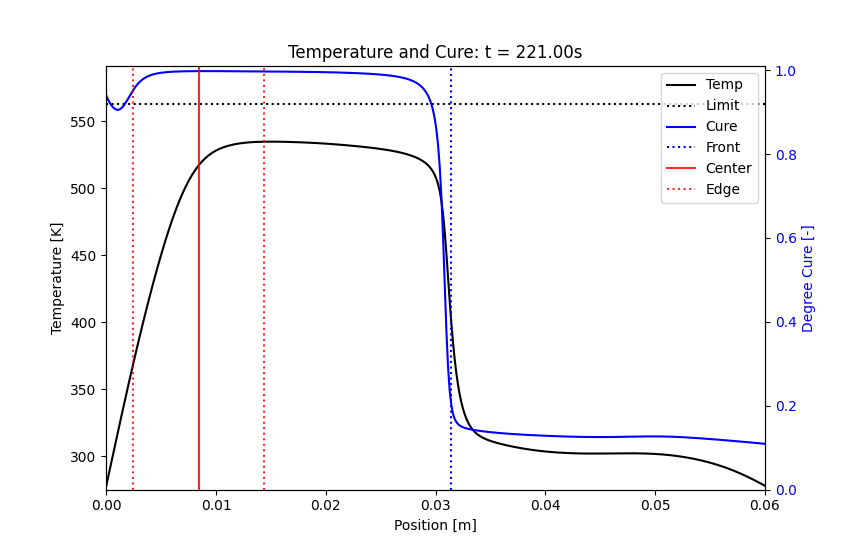 Temperature and Cure: t = 221.00s
Temperature [K]
550
500
450
400
350
300
Temp
Limit
Cure
Front
Center
Edge
1.0
0.8
0.6
0.4
0.2
0.0
Degree Cure [-]
0.00 0.01 0.02 0.03 0.04 0.05 0.06
Position [m]